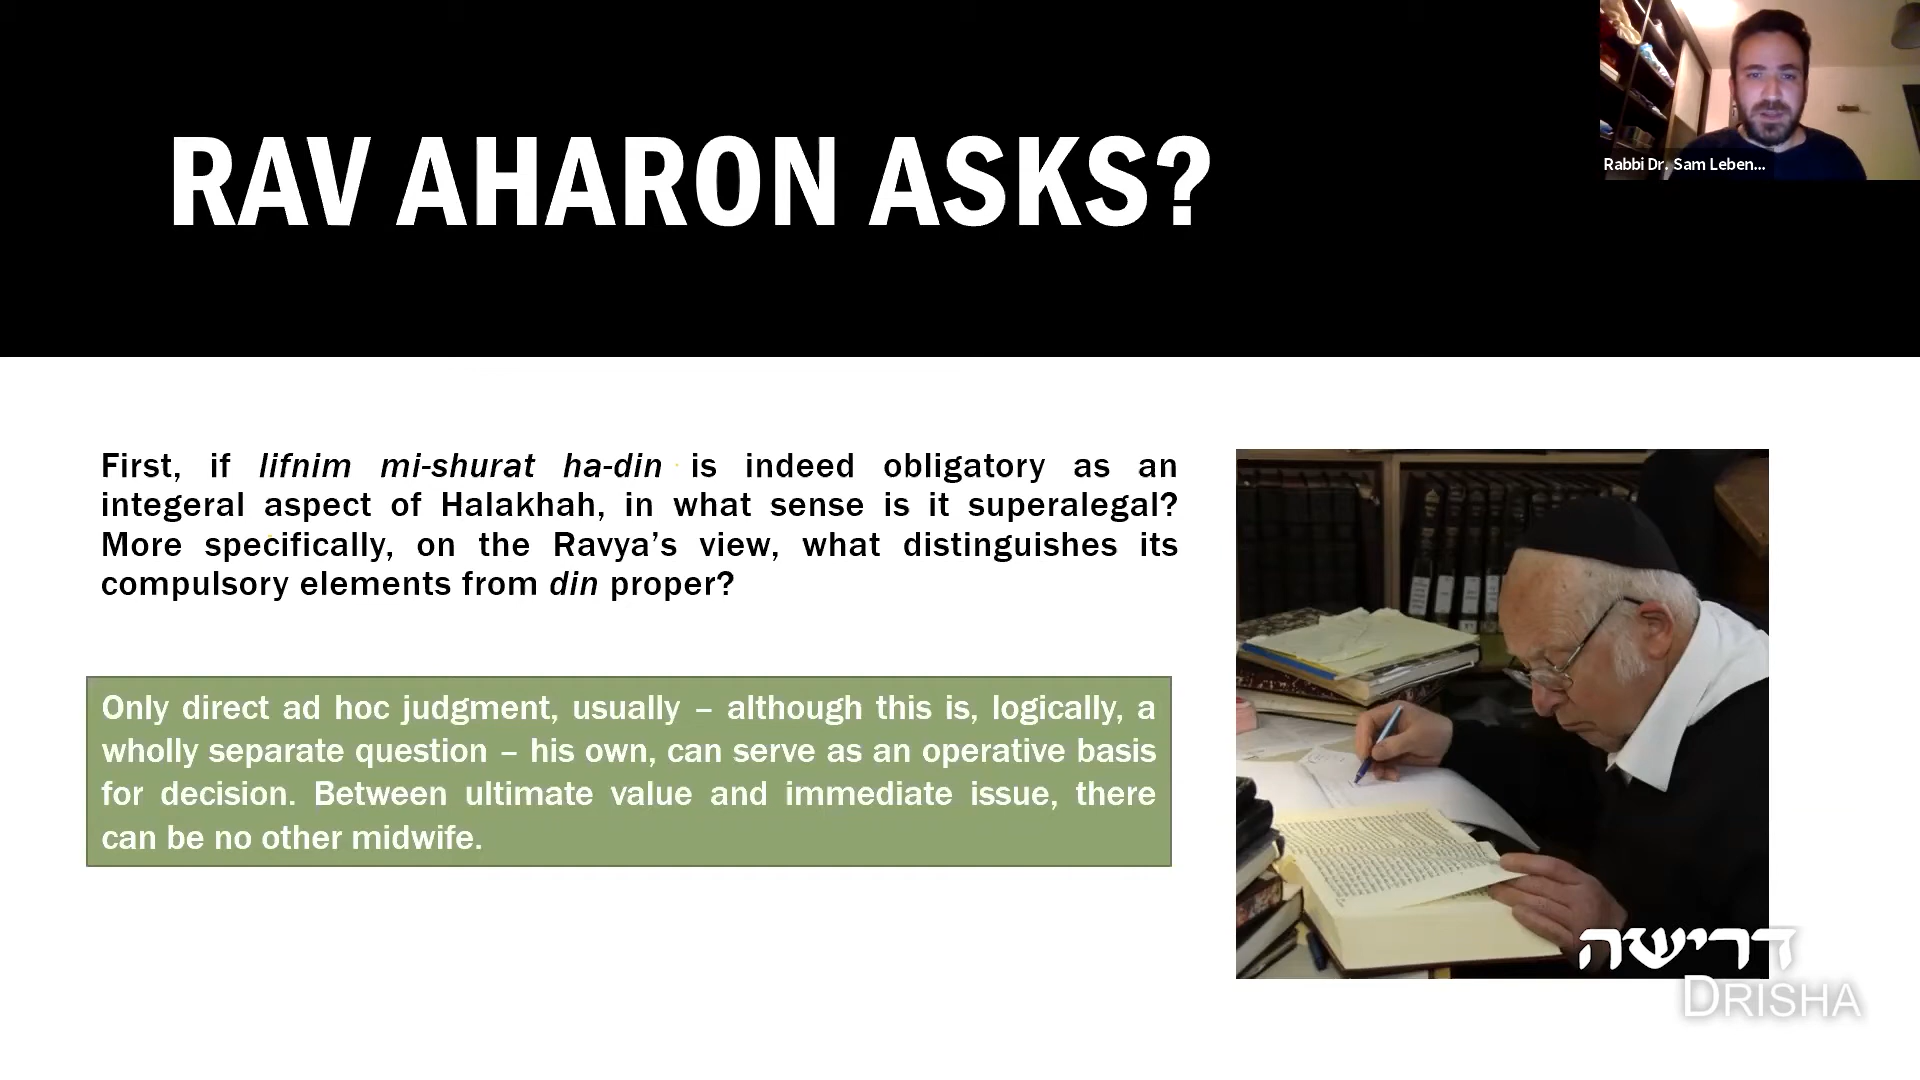 RAV AHARON ASKS?
Rabbi Dr. Sam Leben...
First, if lifnim mi-shurat ha-din is indeed obligatory as an
integeral aspect of Halakhah, in what sense is it superalegal?
More specifically, on the Ravya’s view, what distinguishes its
compulsory elements from din proper?
Only direct ad hoc judgment, usually – although this is, logically, a
wholly separate question – his own, can serve as an operative basis
for decision. Between ultimate value and immediate issue, there
can be no other midwife.
דרישה
DRISHA